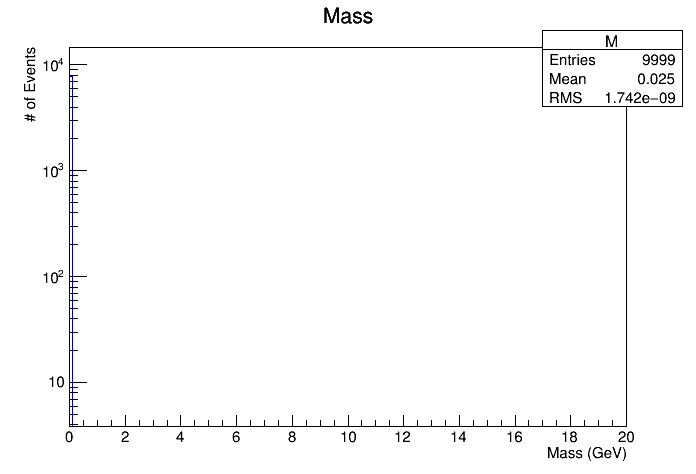 Mass
M
Entries 9999
Mean 0.025
RMS 1.742e−09
# of Events
10⁴
10³
10²
10
0 2 4 6 8 10 12 14 16 18 20
Mass (GeV)